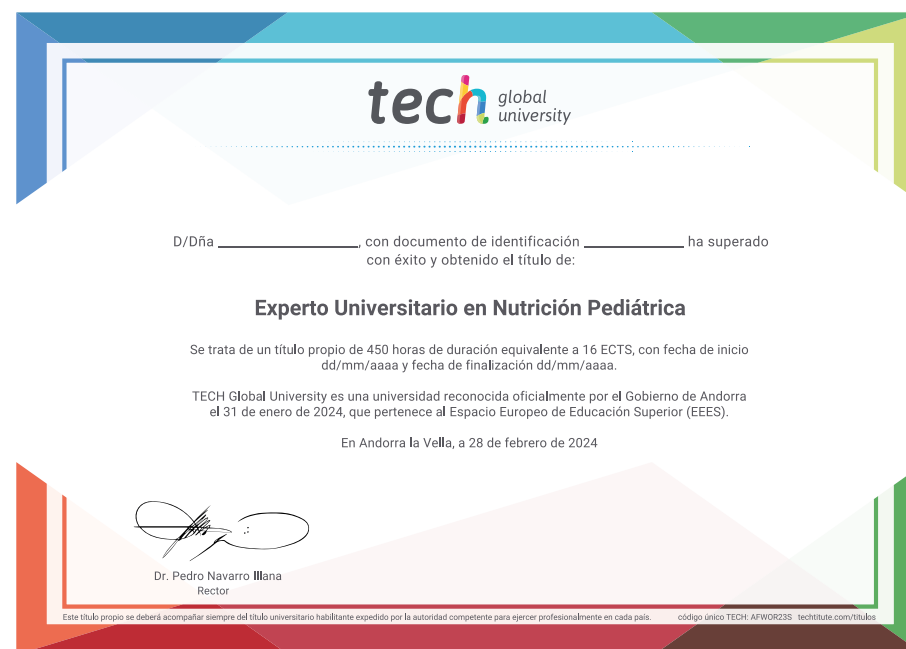 tech global
university
D/Dña ____________________, con documento de identificación ______________ ha superado
con éxito y obtenido el título de:
Experto Universitario en Nutrición Pediátrica
Se trata de un título propio de 450 horas de duración equivalente a 16 ECTS, con fecha de inicio
dd/mm/aaaa y fecha de finalización dd/mm/aaaa.
TECH Global University es una universidad reconocida oficialmente por el Gobierno de Andorra
el 31 de enero de 2024, que pertenece al Espacio Europeo de Educación Superior (EEES).
En Andorra la Vella, a 28 de febrero de 2024
Dr. Pedro Navarro Illana
Rector
Este título propio se deberá acompañar siempre del título universitario habilitante expedido por la autoridad competente para ejercer profesionalmente en cada país. código único TECH: AFWOR23S techtitute.com/titulos